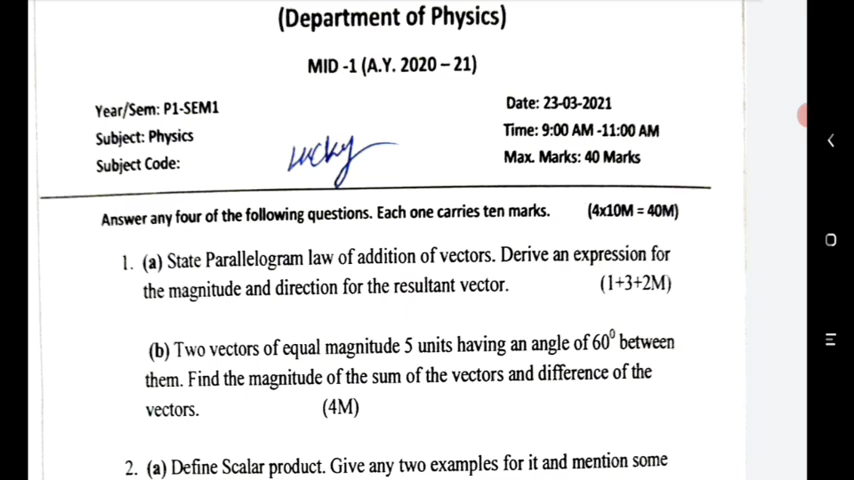 (Department of Physics)
MID -1 (A.Y. 2020 – 21)
Year/Sem: P1-SEM1
Date: 23-03-2021
Subject: Physics
Time: 9:00 AM -11:00 AM
Subject Code:
Max. Marks: 40 Marks
Lucky
Answer any four of the following questions. Each one carries ten marks. (4x10M = 40M)
1. (a) State Parallelogram law of addition of vectors. Derive an expression for
the magnitude and direction for the resultant vector. (1+3+2M)
(b) Two vectors of equal magnitude 5 units having an angle of 60⁰ between
them. Find the magnitude of the sum of the vectors and difference of the
vectors. (4M)
2. (a) Define Scalar product. Give any two examples for it and mention some